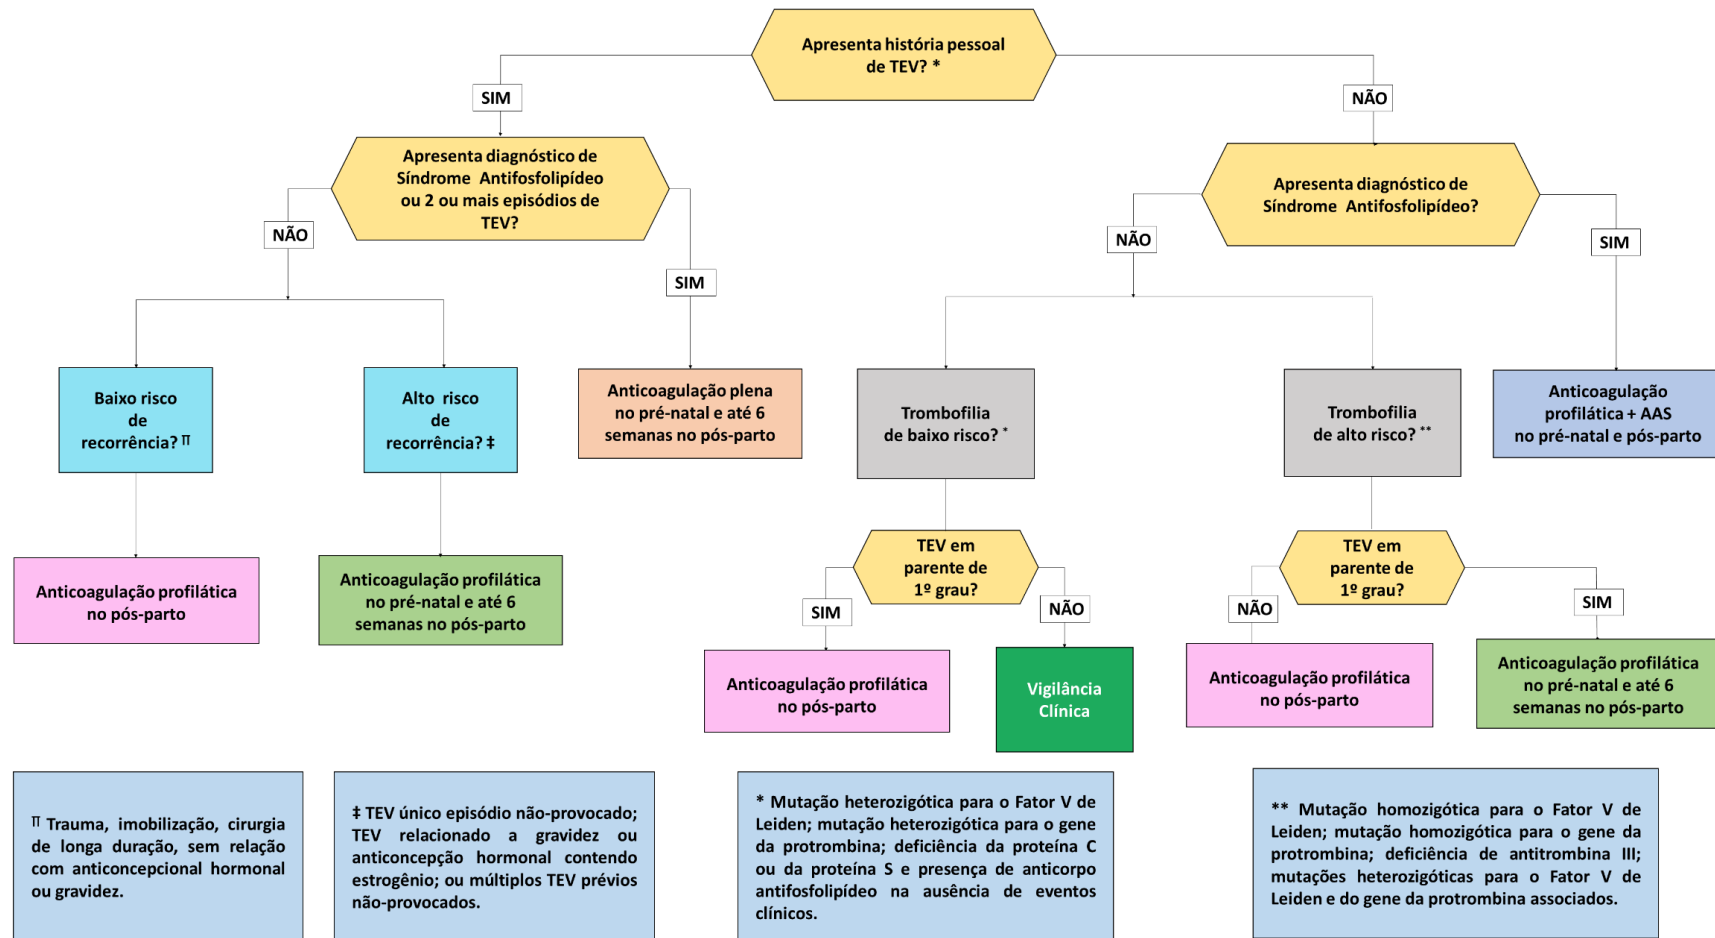 Apresenta história pessoal
de TEV? *
SIM
NÃO
Apresenta diagnóstico de
Síndrome Antifosfolipídeo
ou 2 ou mais episódios de
TEV?
Apresenta diagnóstico de
Síndrome Antifosfolipídeo?
NÃO
SIM
NÃO
SIM
Baixo risco
de
recorrência? π
Alto risco
de
recorrência? ‡
Anticoagulação plena
no pré-natal e até 6
semanas no pós-parto
Trombofilia
de baixo risco? *
Trombofilia
de alto risco? **
Anticoagulação
profilática + AAS
no pré-natal e pós-parto
Anticoagulação profilática
no pós-parto
Anticoagulação profilática
no pré-natal e até 6
semanas no pós-parto
TEV em
parente de
1º grau?
TEV em
parente de
1º grau?
SIM
NÃO
NÃO
SIM
Anticoagulação profilática
no pós-parto
Vigilância
Clínica
Anticoagulação profilática
no pós-parto
Anticoagulação profilática
no pré-natal e até 6
semanas no pós-parto
π Trauma, imobilização, cirurgia
de longa duração, sem relação
com anticoncepcional hormonal
ou gravidez.
‡ TEV único episódio não-provocado;
TEV relacionado a gravidez ou
anticoncepção hormonal contendo
estrogênio; ou múltiplos TEV prévios
não-provocados.
* Mutação heterozigótica para o Fator V de
Leiden; mutação heterozigótica para o gene
da protrombina; deficiência da proteína C
ou da proteína S e presença de anticorpo
antifosfolipídeo na ausência de eventos
clínicos.
** Mutação homozigótica para o Fator V de
Leiden; mutação homozigótica para o gene da
protrombina; deficiência de antitrombina III;
mutações heterozigóticas para o Fator V de
Leiden e do gene da protrombina associados.